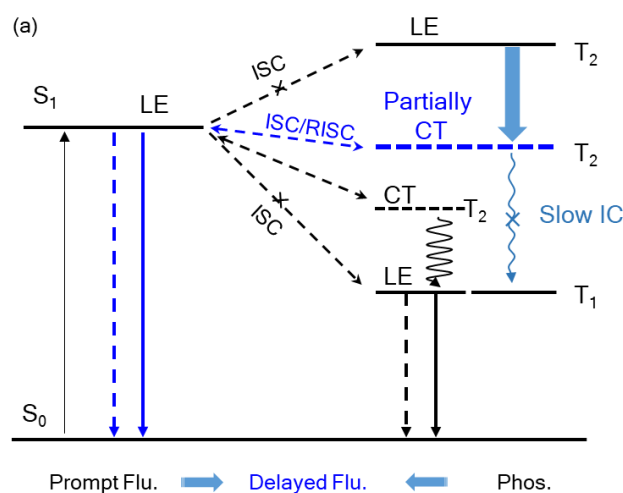 (a)
LE
T2
ISC
S1
LE
Partially
CT
ISC/RISC
T2
CT
T2
Slow IC
ISC
LE
T1
S0
Prompt Flu.
Delayed Flu.
Phos.